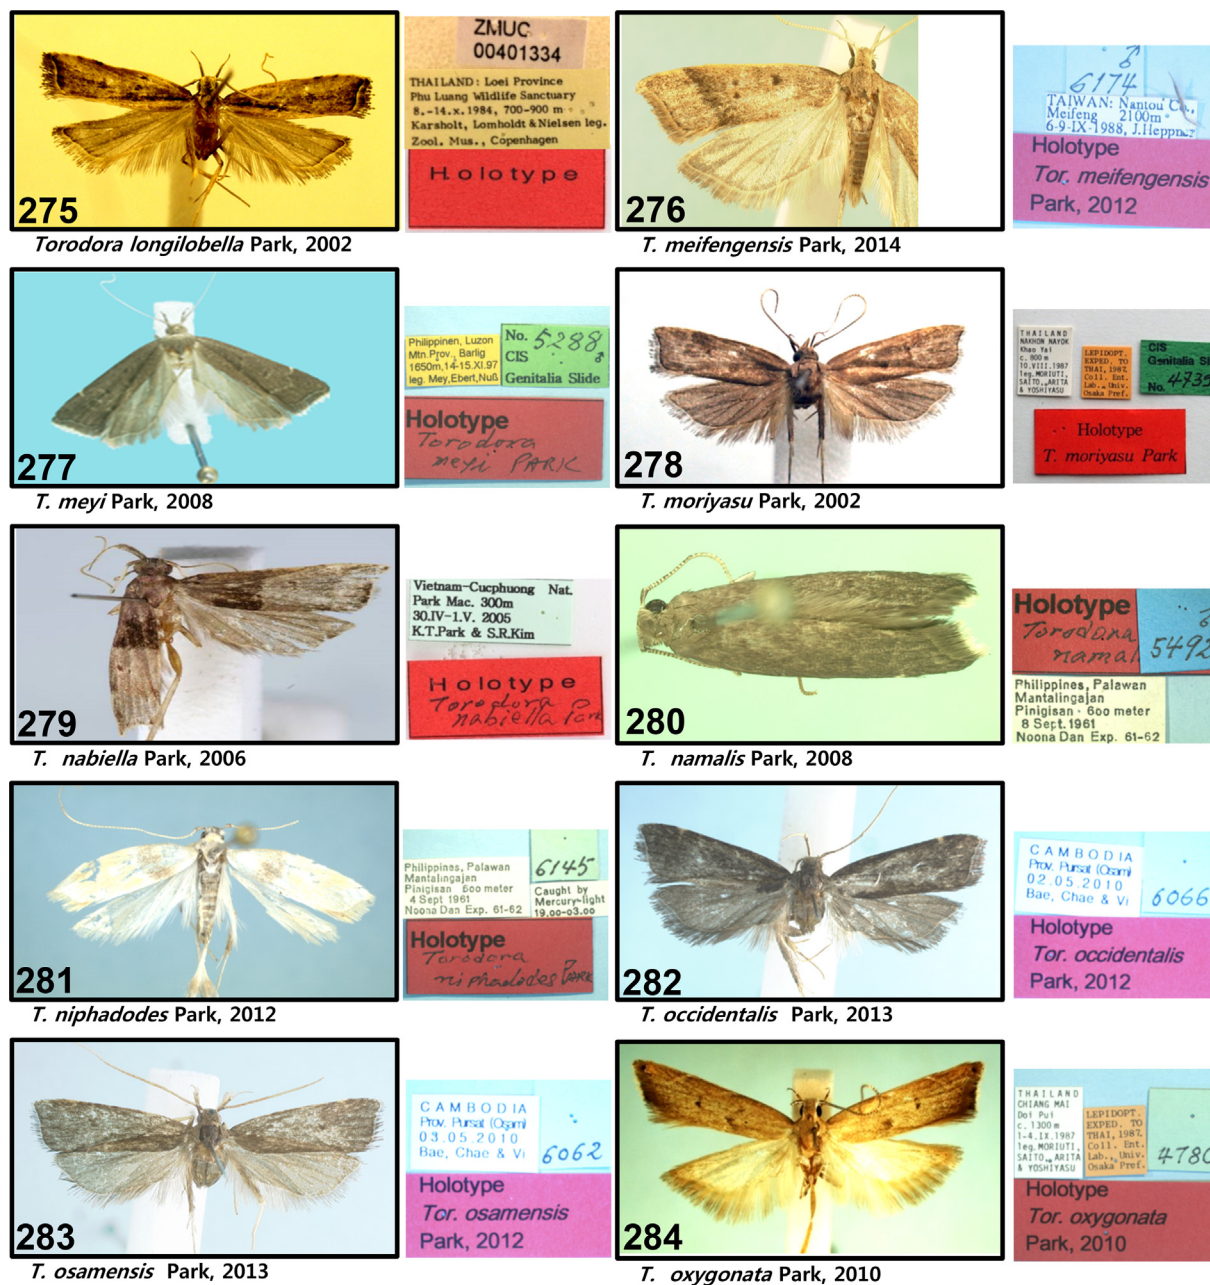 275
ZMUC
00401334
THAILAND: Loei Province
Phu Luang Wildlife Sanctuary
8.-14.x.1984, 700-900 m
Karsholt, Lomholdt & Nielsen leg.
Zool. Mus., Copenhagen
Holotype
Torodora longilobella Park, 2002
276
♂
6174
TAIWAN: Nantou Co.,
Meifeng 2100m
6-9-IX-1988, J.Heppner
Holotype
Tor. meifengensis
Park, 2012
T. meifengensis Park, 2014
277
Philippinen, Luzon
Mtn.Prov., Barlig
1650m,14-15.XI.97
leg. Mey,Ebert,Nuß
No. 5288
CIS ♂
Genitalia Slide
Holotype
Torodora
meyi PARK
T. meyi Park, 2008
278
THAILAND
NAKHON NAYOK
Khao Yai
c. 800 m
10.VIII.1987
leg.MORIUTI,
SAITO, ARITA
& YOSHIYASU
LEPIDOPT.
EXPED. TO
THAI, 1987.
Coll. Ent.
Lab., Univ.
Osaka Pref.
CIS
Genitalia Sli
No. 4735
Holotype
T. moriyasu Park
T. moriyasu Park, 2002
279
Vietnam-Cucphuong Nat.
Park Mac. 300m
30.IV-1.V. 2005
K.T.Park & S.R.Kim
Holotype
Torodora
nabiella Park
T. nabiella Park, 2006
280
Holotype
Torodora
namal
5492
Philippines, Palawan
Mantalingajan
Pinigisan · 600 meter
8 Sept. 1961
Noona Dan Exp. 61-62
T. namalis Park, 2008
281
Philippines, Palawan
Mantalingajan
Pinigisan 600 meter
4 Sept 1961
Noona Dan Exp. 61-62
6145
Caught by
Mercury-light
19.00-03.00
Holotype
Torodora
niphadodes PARK
T. niphadodes Park, 2012
282
CAMBODIA
Prov. Pursat (Osam)
02.05.2010
Bae, Chae & Vi
6066
Holotype
Tor. occidentalis
Park, 2012
T. occidentalis Park, 2013
283
CAMBODIA
Prov. Pursat (Osam)
03.05.2010
Bae, Chae & Vi
6062
Holotype
Tor. osamensis
Park, 2012
T. osamensis Park, 2013
284
THAILAND
CHIANG MAI
Doi Pui
c. 1300 m
1-4.IX.1987
leg.MORIUTI,
SAITO, ARITA
& YOSHIYASU
LEPIDOPT.
EXPED. TO
THAI, 1987.
Coll. Ent.
Lab., Univ.
Osaka Pref.
4780
Holotype
Tor. oxygonata
Park, 2010
T. oxygonata Park, 2010